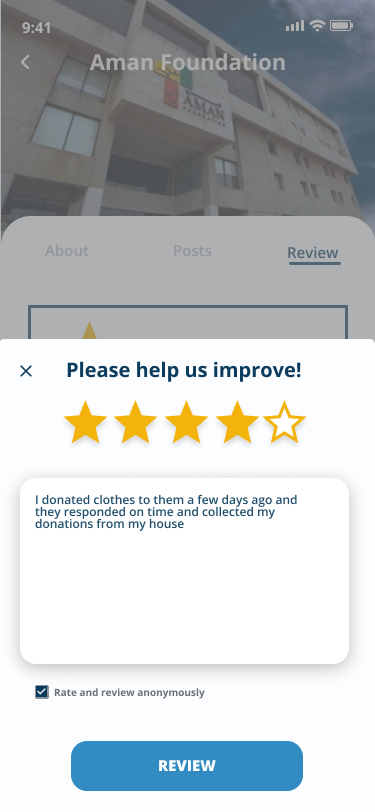 9:41
Aman Foundation
AMAN
About
Posts
Review
Please help us improve!
I donated clothes to them a few days ago and
they responded on time and collected my
donations from my house
Rate and review anonymously
REVIEW